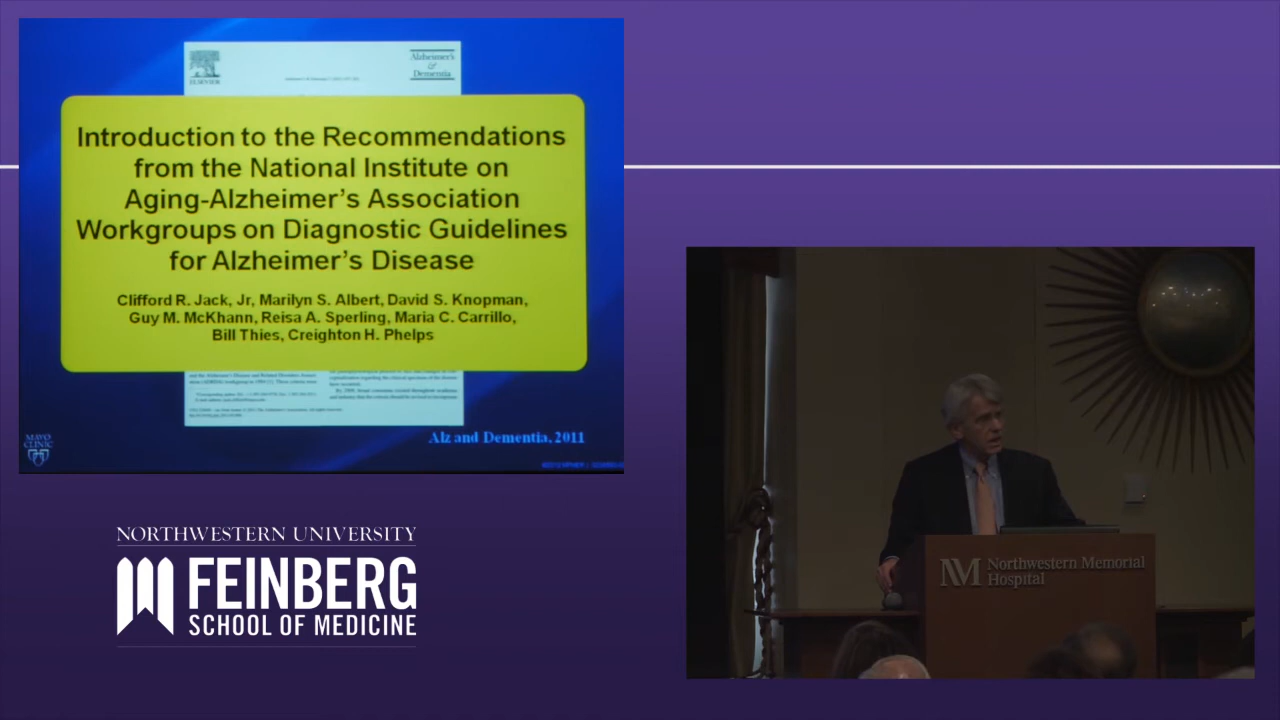 ELSEVIER
Alzheimer's
&
Dementia
Introduction to the Recommendations
from the National Institute on
Aging-Alzheimer's Association
Workgroups on Diagnostic Guidelines
for Alzheimer's Disease
Clifford R. Jack, Jr, Marilyn S. Albert, David S. Knopman,
Guy M. McKhann, Reisa A. Sperling, Maria C. Carrillo,
Bill Thies, Creighton H. Phelps
Alz and Dementia, 2011
MAYO
CLINIC
NORTHWESTERN UNIVERSITY
FEINBERG
SCHOOL OF MEDICINE
NM Northwestern Memorial
Hospital